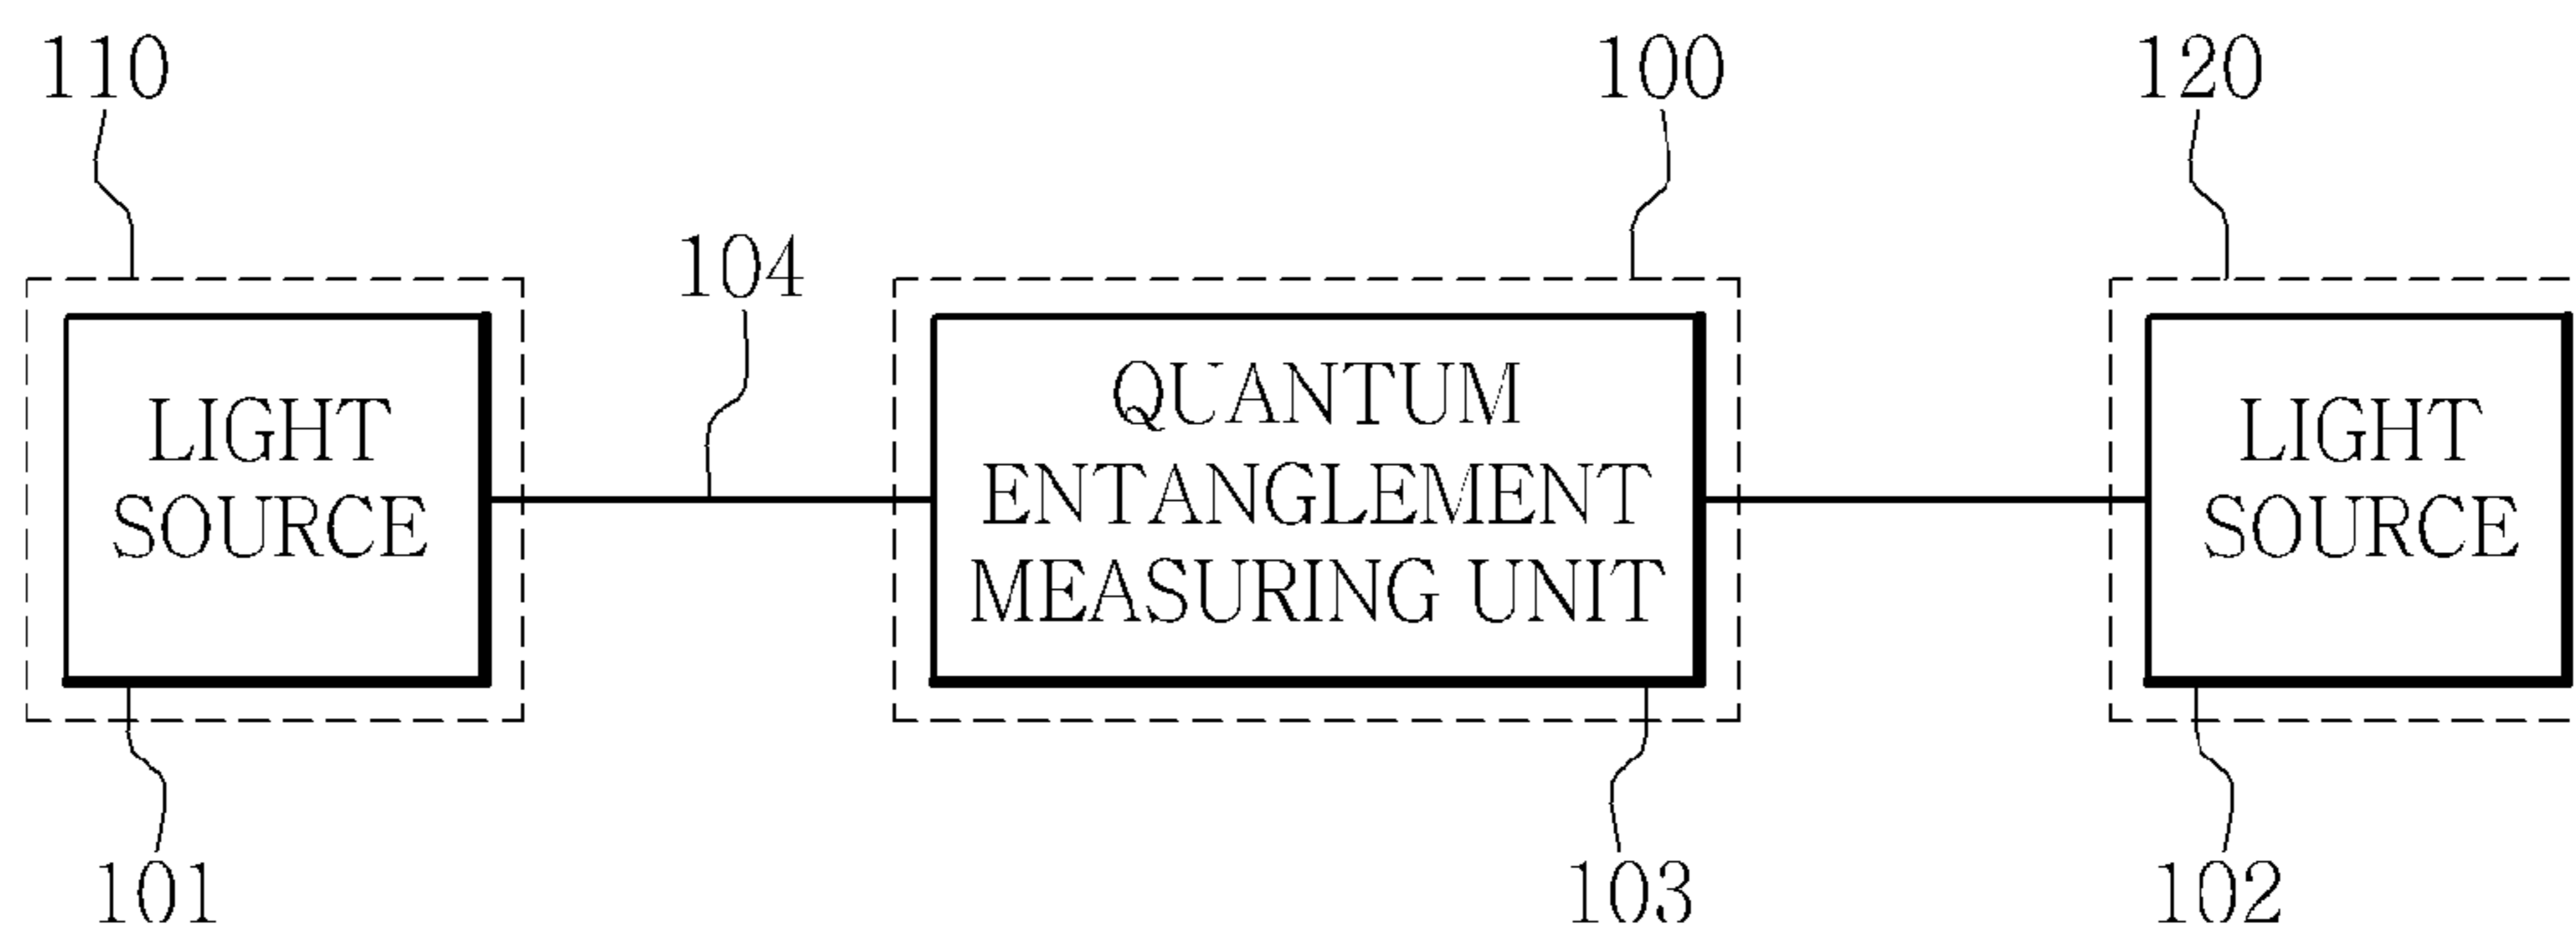 110
100
120
104
LIGHT
SOURCE
QUANTUM
ENTANGLEMENT
MEASURING UNIT
LIGHT
SOURCE
101
103
102